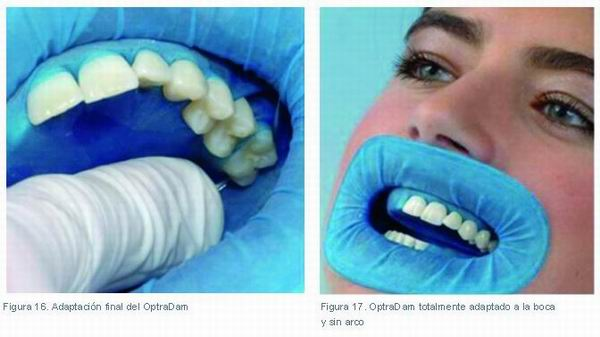 Figura 16. Adaptación final del OptraDam
Figura 17. OptraDam totalmente adaptado a la boca
y sin arco